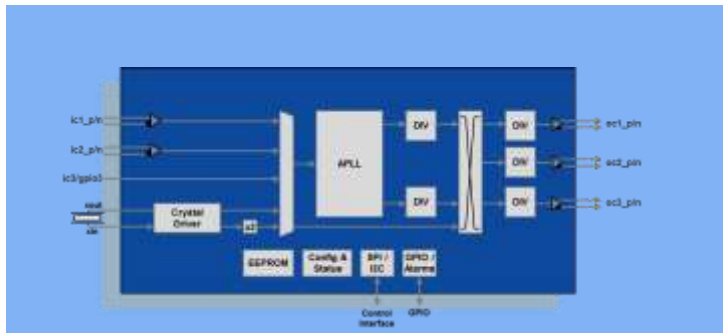 ic1_p/n
ic2_p/n
ic3/gpio3
xout
xin
Crystal
Driver
x2
APLL
DIV
DIV
DIV
DIV
DIV
oc1_p/n
oc2_p/n
oc3_p/n
EEPROM
Config &
Status
SPI /
I2C
GPIO /
Alarms
Control
Interface
GPIO